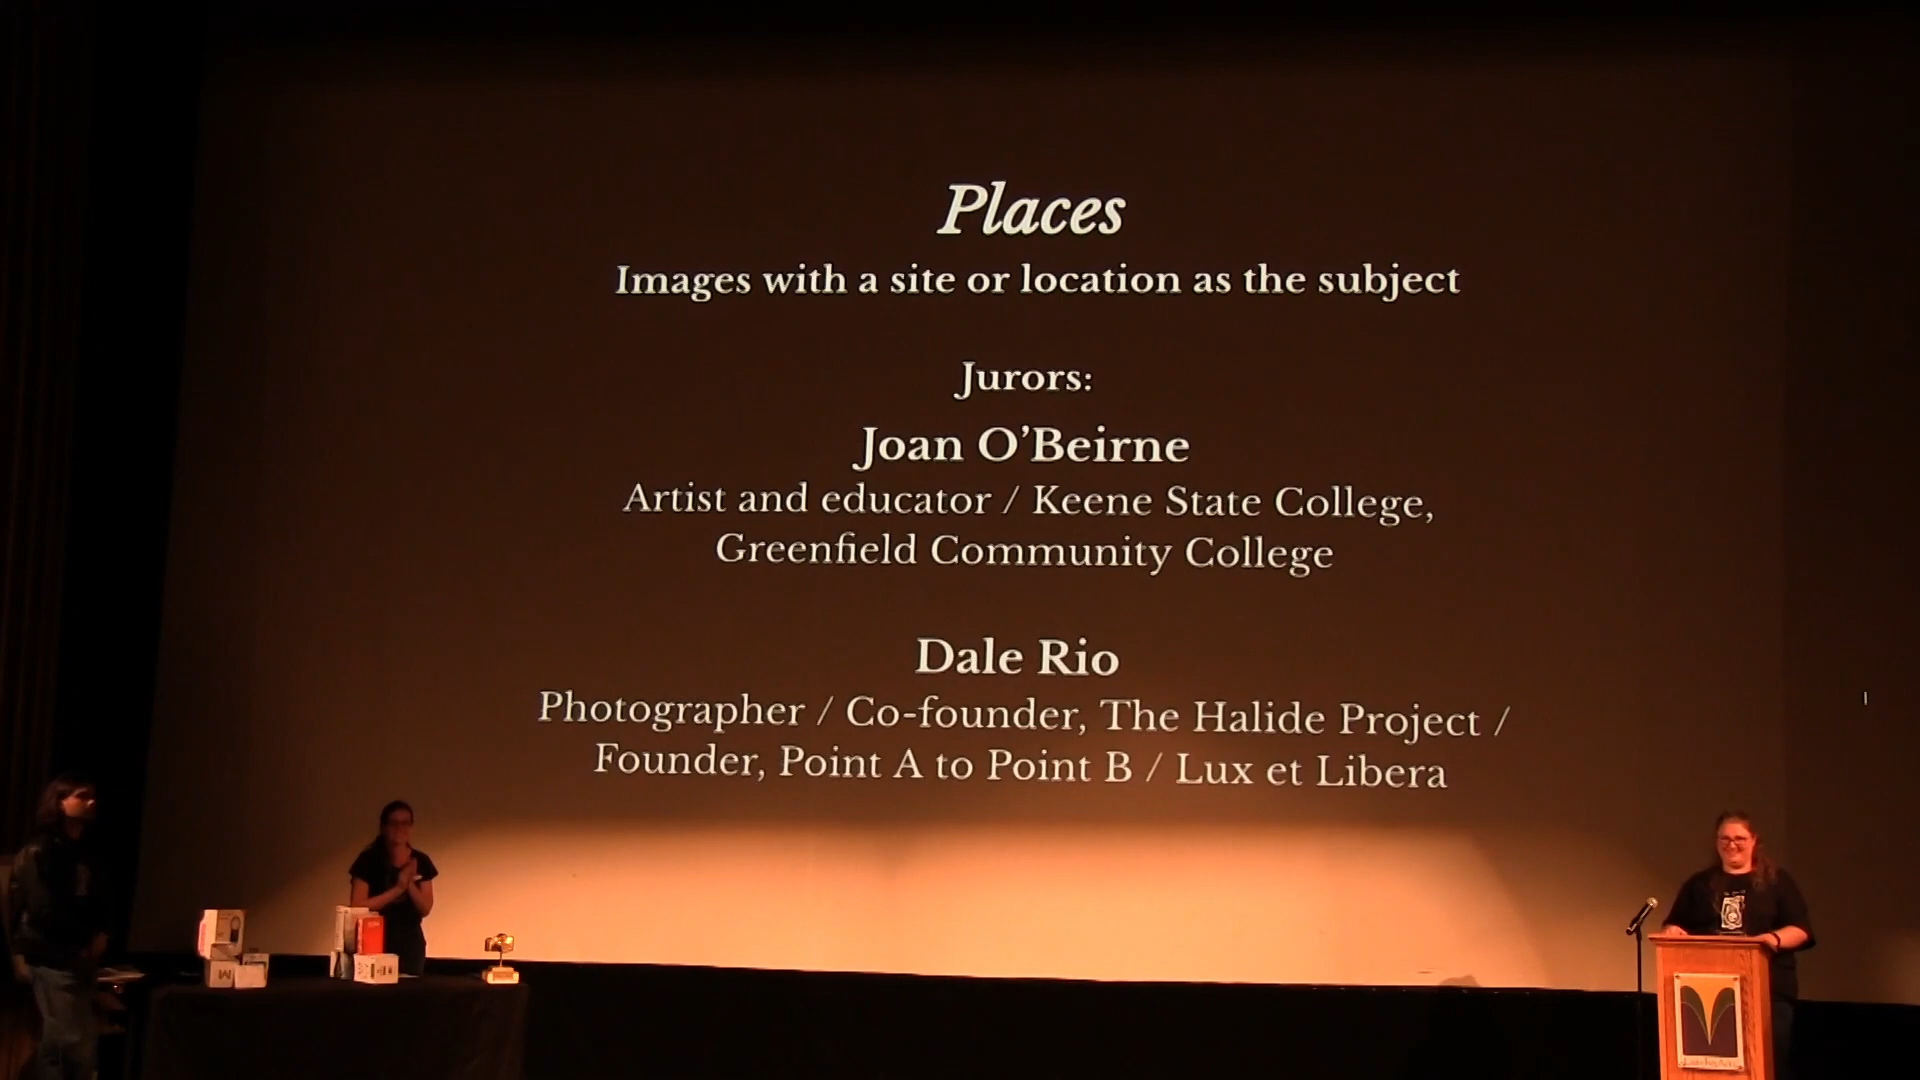 Places
Images with a site or location as the subject
Jurors:
Joan O’Beirne
Artist and educator / Keene State College,
Greenfield Community College
Dale Rio
Photographer / Co-founder, The Halide Project /
Founder, Point A to Point B / Lux et Libera